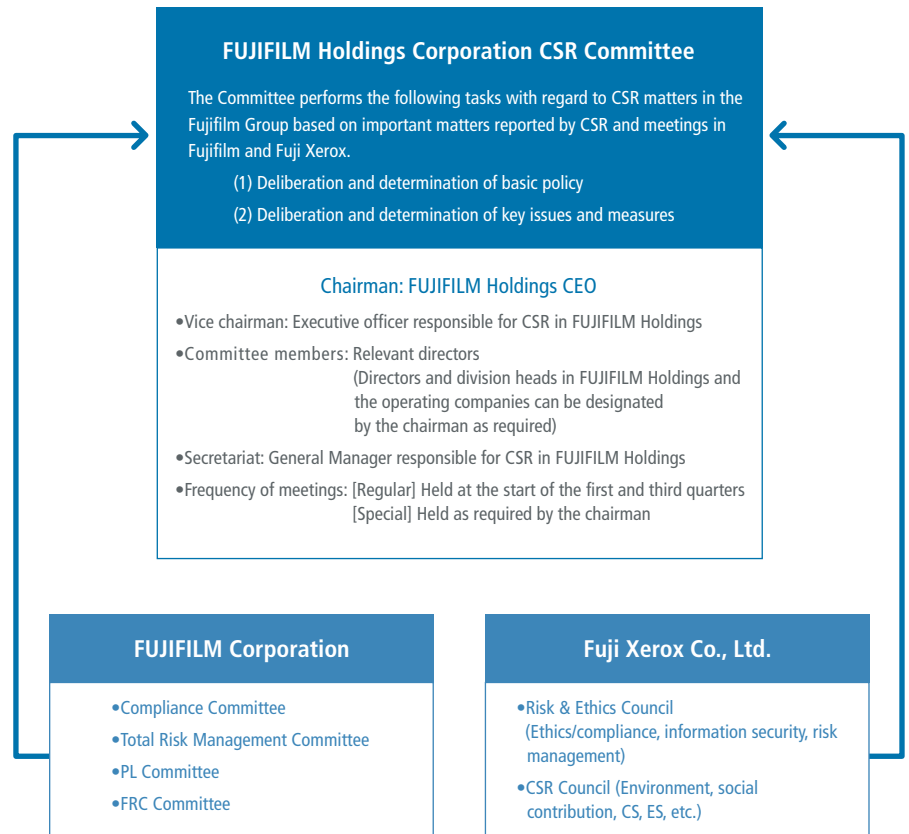 FUJIFILM Holdings Corporation CSR Committee
The Committee performs the following tasks with regard to CSR matters in the
Fujifilm Group based on important matters reported by CSR and meetings in
Fujifilm and Fuji Xerox.
(1) Deliberation and determination of basic policy
(2) Deliberation and determination of key issues and measures
Chairman: FUJIFILM Holdings CEO
•Vice chairman: Executive officer responsible for CSR in FUJIFILM Holdings
•Committee members: Relevant directors
(Directors and division heads in FUJIFILM Holdings and
the operating companies can be designated
by the chairman as required)
•Secretariat: General Manager responsible for CSR in FUJIFILM Holdings
•Frequency of meetings: [Regular] Held at the start of the first and third quarters
[Special] Held as required by the chairman
FUJIFILM Corporation
•Compliance Committee
•Total Risk Management Committee
•PL Committee
•FRC Committee
Fuji Xerox Co., Ltd.
•Risk & Ethics Council
(Ethics/compliance, information security, risk
management)
•CSR Council (Environment, social
contribution, CS, ES, etc.)